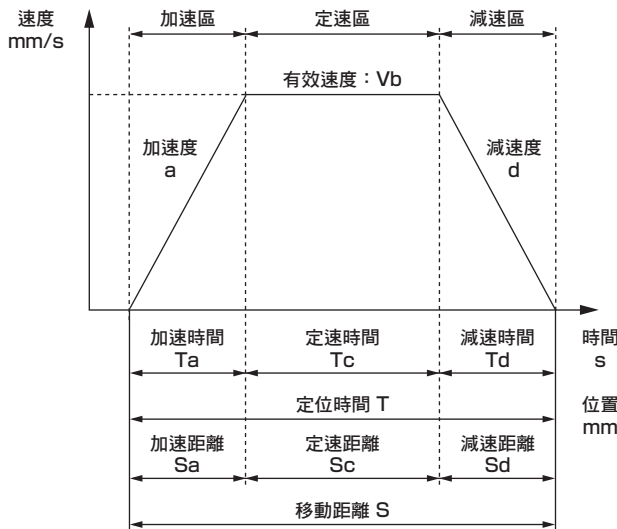 速度
mm/s
加速區
定速區
減速區
有效速度：Vb
加速度
a
減速度
d
加速時間
Ta
定速時間
Tc
減速時間
Td
時間
s
定位時間 T
位置
mm
加速距離
Sa
定速距離
Sc
減速距離
Sd
移動距離 S